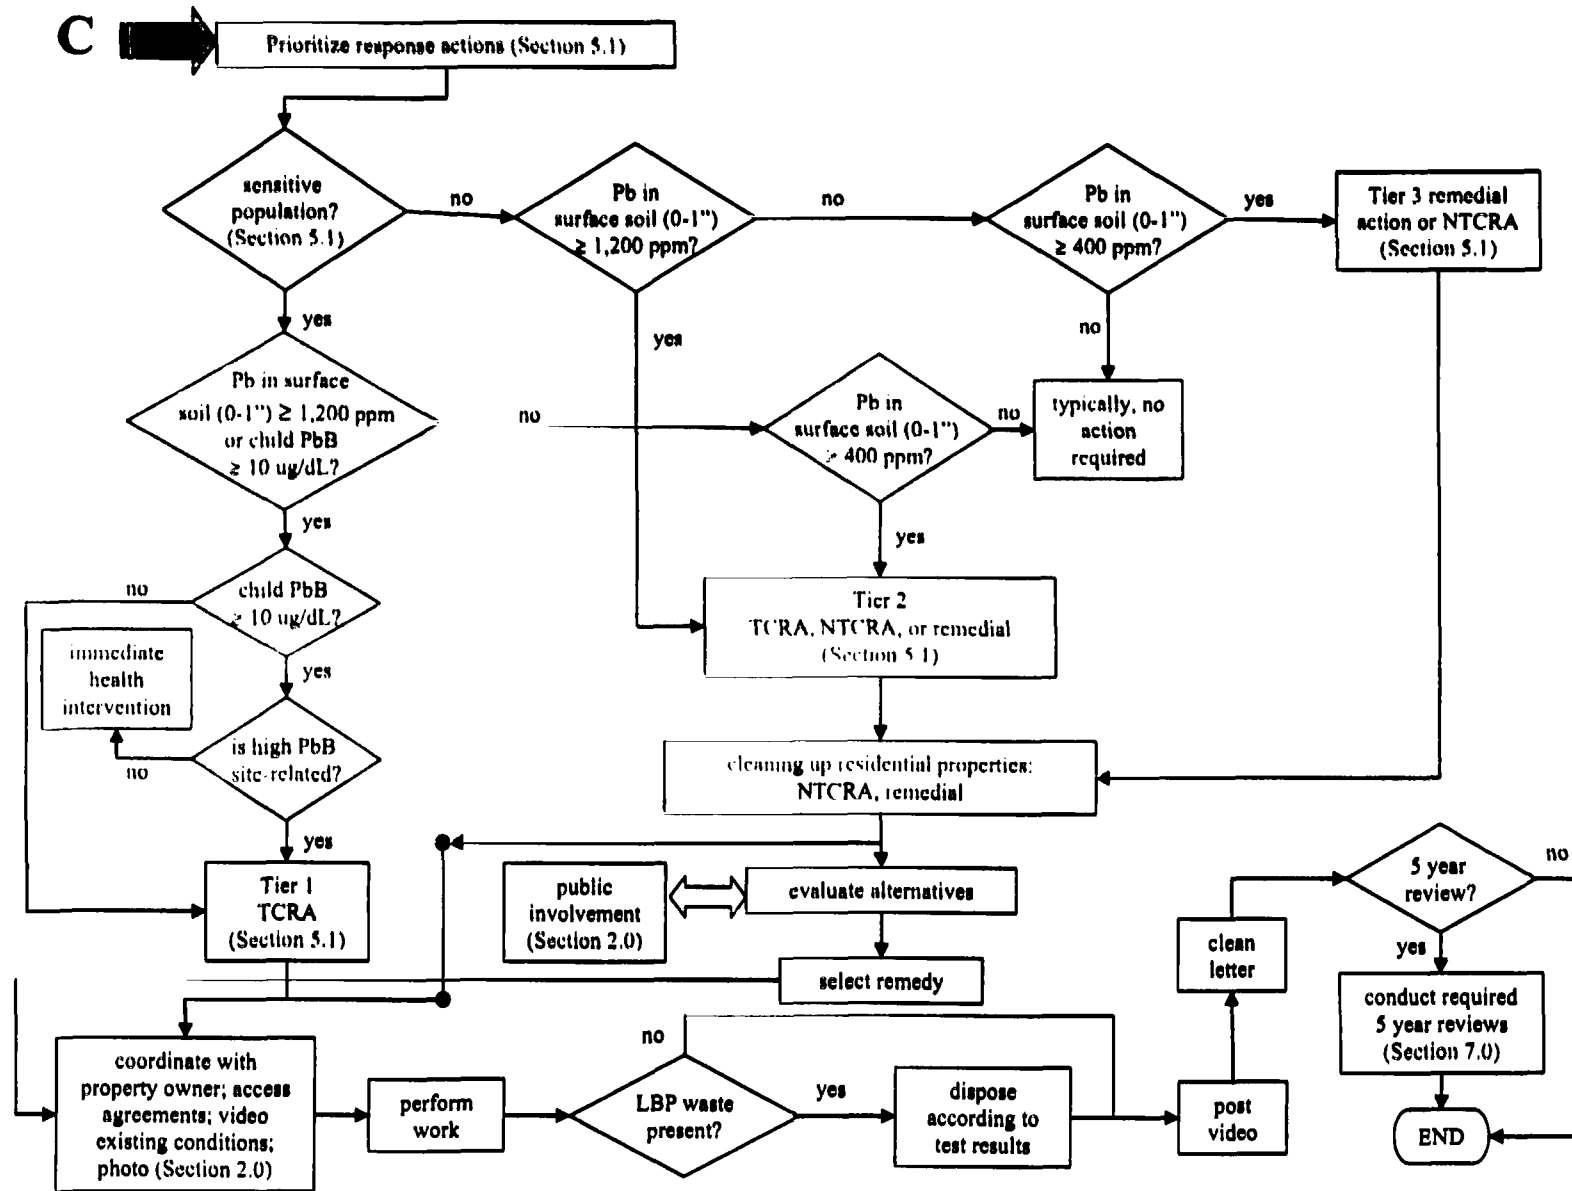 C
Prioritize response actions (Section 5.1)
sensitive
population?
(Section 5.1)
no
Pb in
surface soil (0-1")
≥ 1,200 ppm?
no
Pb in
surface soil (0-1")
≥ 400 ppm?
yes
Tier 3 remedial
action or NTCRA
(Section 5.1)
yes
yes
no
Pb in surface
soil (0-1") ≥ 1,200 ppm
or child PbB
≥ 10 ug/dL?
no
Pb in
surface soil (0-1")
≥ 400 ppm?
no
typically, no
action
required
yes
yes
no
child PbB
≥ 10 ug/dL?
Tier 2
TCRA, NTCRA, or remedial
(Section 5.1)
immediate
health
intervention
yes
is high PbB
site-related?
no
cleaning up residential properties:
NTCRA, remedial
yes
Tier 1
TCRA
(Section 5.1)
public
involvement
(Section 2.0)
evaluate alternatives
5 year
review?
no
yes
clean
letter
select remedy
conduct required
5 year reviews
(Section 7.0)
coordinate with
property owner; access
agreements; video
existing conditions;
photo (Section 2.0)
perform
work
no
LBP waste
present?
yes
dispose
according to
test results
post
video
END